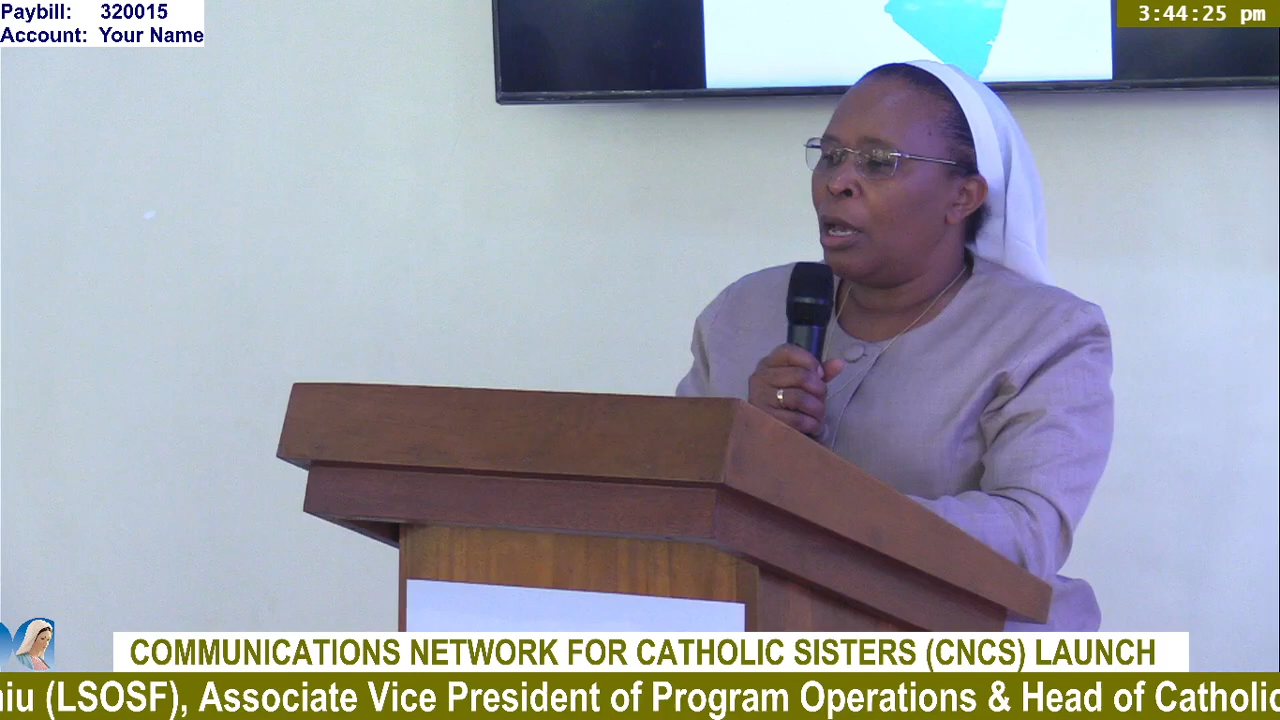 Paybill: 320015
Account: Your Name
3:44:25 pm
COMMUNICATIONS NETWORK FOR CATHOLIC SISTERS (CNCS) LAUNCH
(LSOSF), Associate Vice President of Program Operations & Head of Catholic